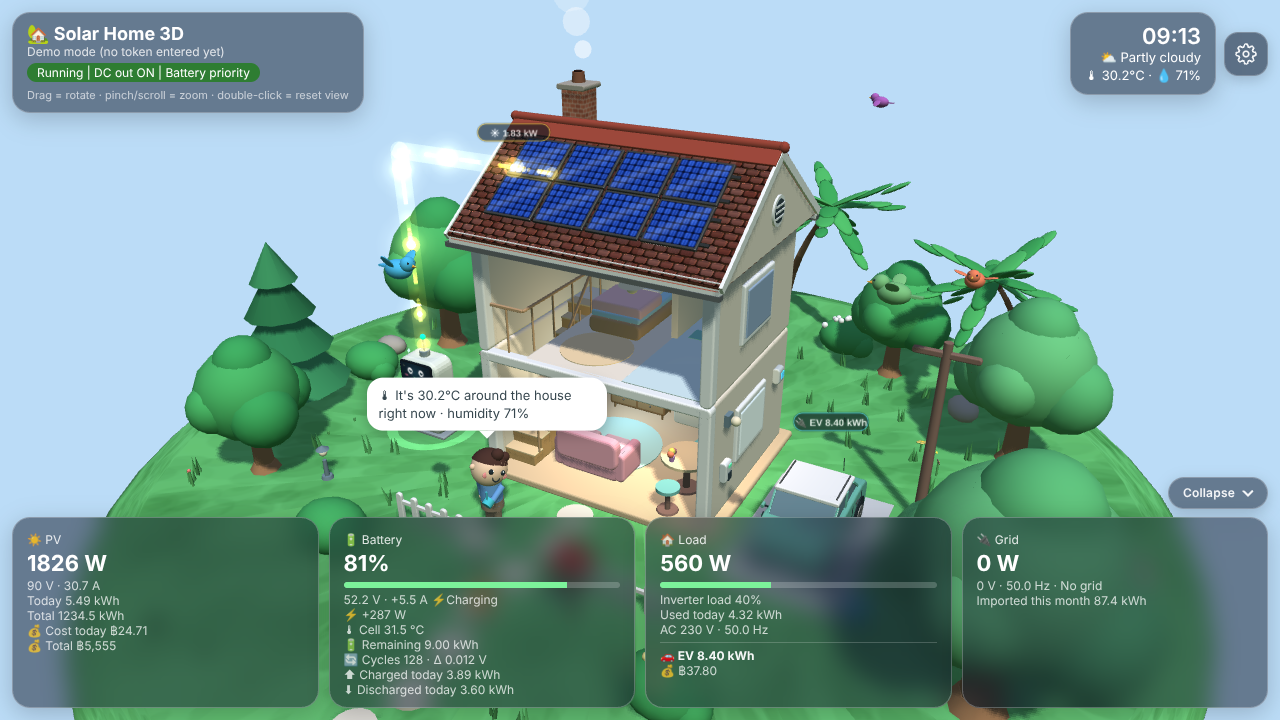 🏡 Solar Home 3D
Demo mode (no token entered yet)
Running | DC out ON | Battery priority
Drag = rotate · pinch/scroll = zoom · double-click = reset view
09:13
⛅ Partly cloudy
🌡 30.2°C · 💧 71%
☀ 1.83 kW
🌡 It's 30.2°C around the house
right now · humidity 71%
🔌 EV 8.40 kWh
Collapse
☀️ PV
1826 W
90 V · 30.7 A
Today 5.49 kWh
Total 1234.5 kWh
💰 Cost today ฿24.71
💰 Total ฿5,555
🔋 Battery
81%
52.2 V · +5.5 A ⚡Charging
⚡ +287 W
🌡 Cell 31.5 °C
🔋 Remaining 9.00 kWh
🔄 Cycles 128 · Δ 0.012 V
⬆ Charged today 3.89 kWh
⬇ Discharged today 3.60 kWh
🏠 Load
560 W
Inverter load 40%
Used today 4.32 kWh
AC 230 V · 50.0 Hz
🚗 EV 8.40 kWh
💰 ฿37.80
🔌 Grid
0 W
0 V · 50.0 Hz · No grid
Imported this month 87.4 kWh